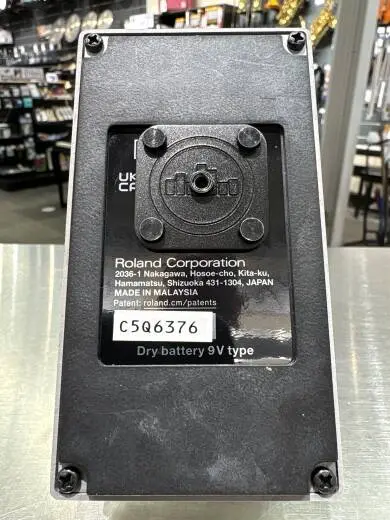 UK
CA
Roland Corporation
2036-1 Nakagawa, Hosoe-cho, Kita-ku,
Hamamatsu, Shizuoka 431-1304, JAPAN
MADE IN MALAYSIA
Patent: roland.cm/patents
C5Q6376
Dry battery 9V type